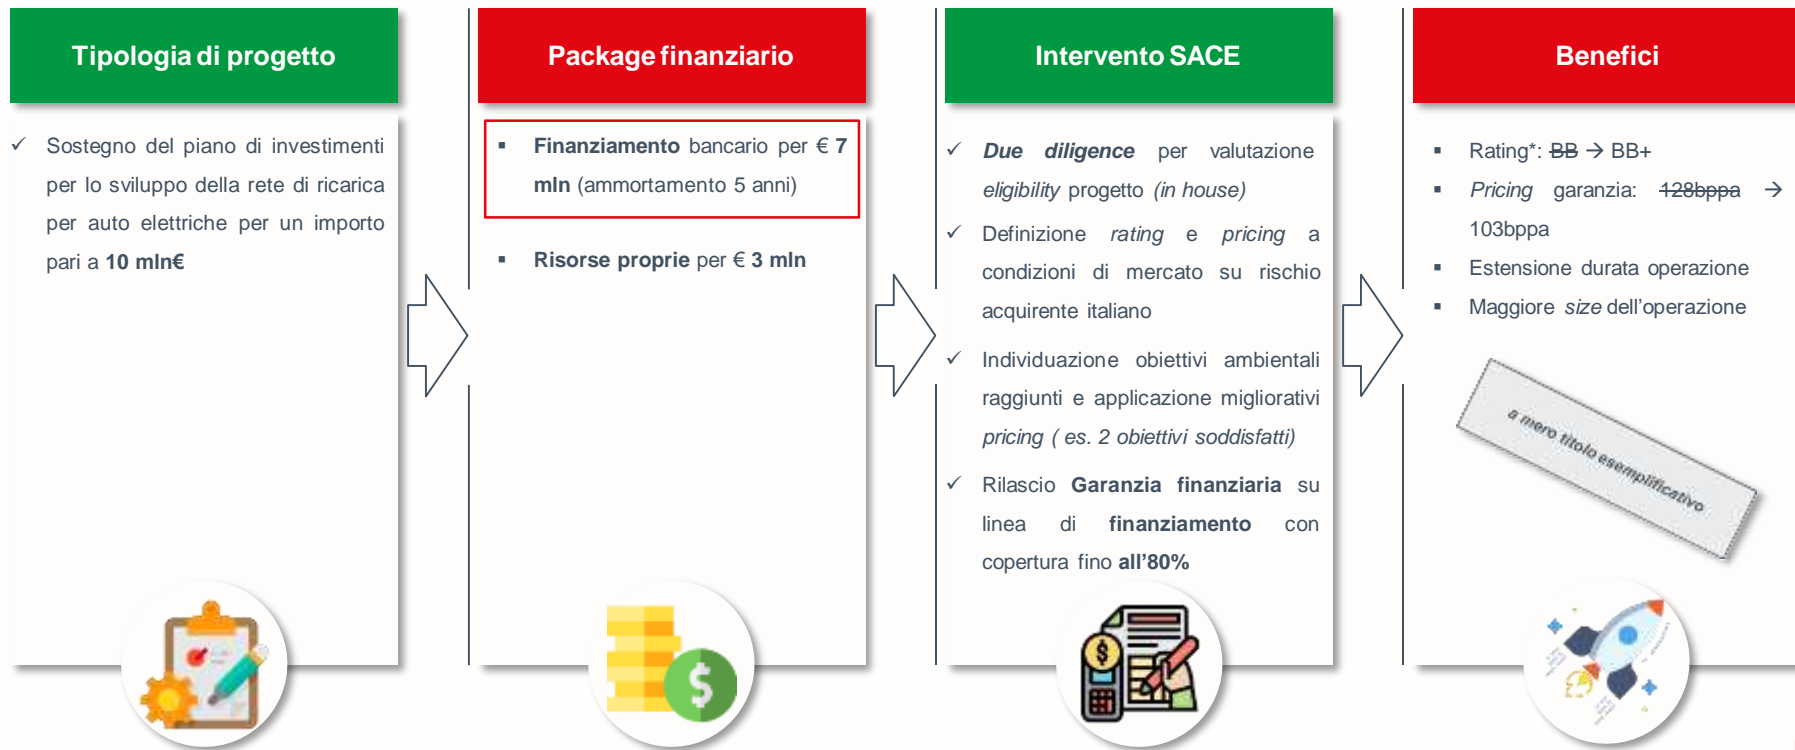 Tipologia di progetto
✓ Sostegno del piano di investimenti
per lo sviluppo della rete di ricarica
per auto elettriche per un importo
pari a 10 mln€
Package finanziario
▪ Finanziamento bancario per € 7
mln (ammortamento 5 anni)
▪ Risorse proprie per € 3 mln
Intervento SACE
✓ Due diligence per valutazione
eligibility progetto (in house)
✓ Definizione rating e pricing a
condizioni di mercato su rischio
acquirente italiano
✓ Individuazione obiettivi ambientali
raggiunti e applicazione migliorativi
pricing ( es. 2 obiettivi soddisfatti)
✓ Rilascio Garanzia finanziaria su
linea di finanziamento con
copertura fino all'80%
Benefici
▪ Rating*: BB → BB+
▪ Pricing garanzia: 128bppa →
103bppa
▪ Estensione durata operazione
▪ Maggiore size dell'operazione
a mero titolo esemplificativo